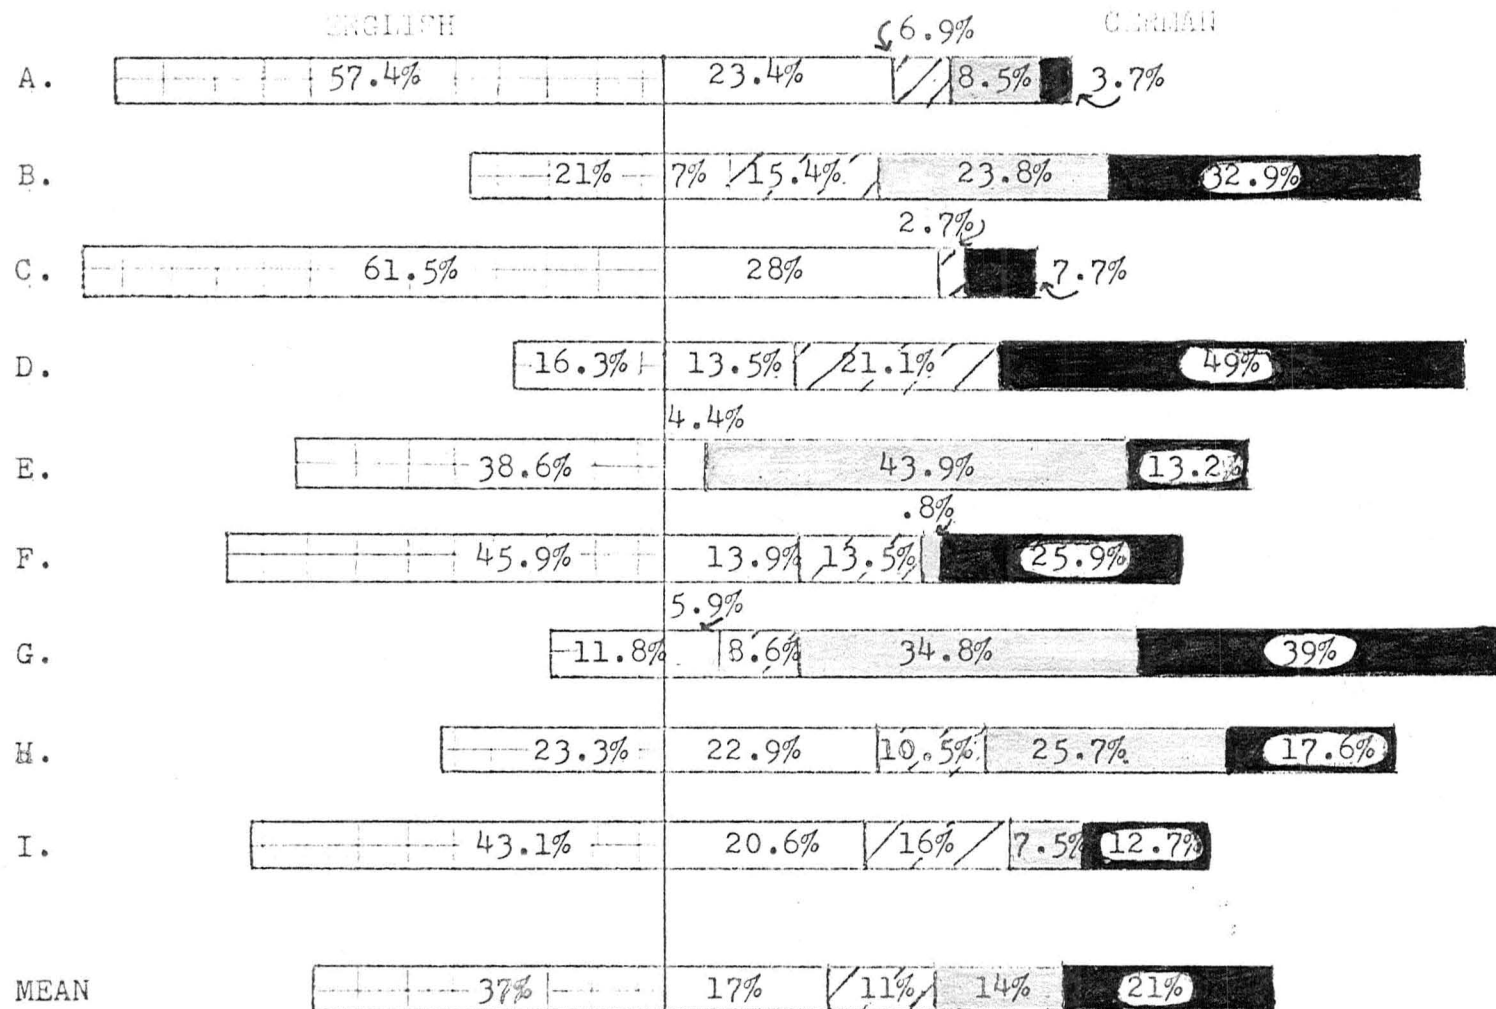 ENGLISH GERMAN
6.9%
A. 57.4% 23.4% 8.5% 3.7%
B. 21% 7% 15.4% 23.8% 32.9%
2.7%
C. 61.5% 28% 7.7%
D. 16.3% 13.5% 21.1% 49%
4.4%
E. 38.6% 43.9% 13.2%
.8%
F. 45.9% 13.9% 13.5% 25.9%
5.9%
G. 11.8% 8.6% 34.8% 39%
H. 23.3% 22.9% 10.5% 25.7% 17.6%
I. 43.1% 20.6% 16% 7.5% 12.7%
MEAN 37% 17% 11% 14% 21%